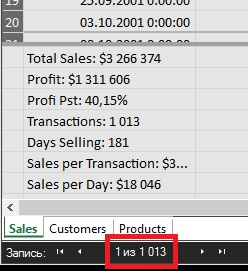 19 25.09.2001 0:00:00
20 03.10.2001 0:00:00
Total Sales: $3 266 374
Profit: $1 311 606
Profi Pst: 40,15%
Transactions: 1 013
Days Selling: 181
Sales per Transaction: $3...
Sales per Day: $18 046
Sales Customers Products
Запись: 1 из 1 013